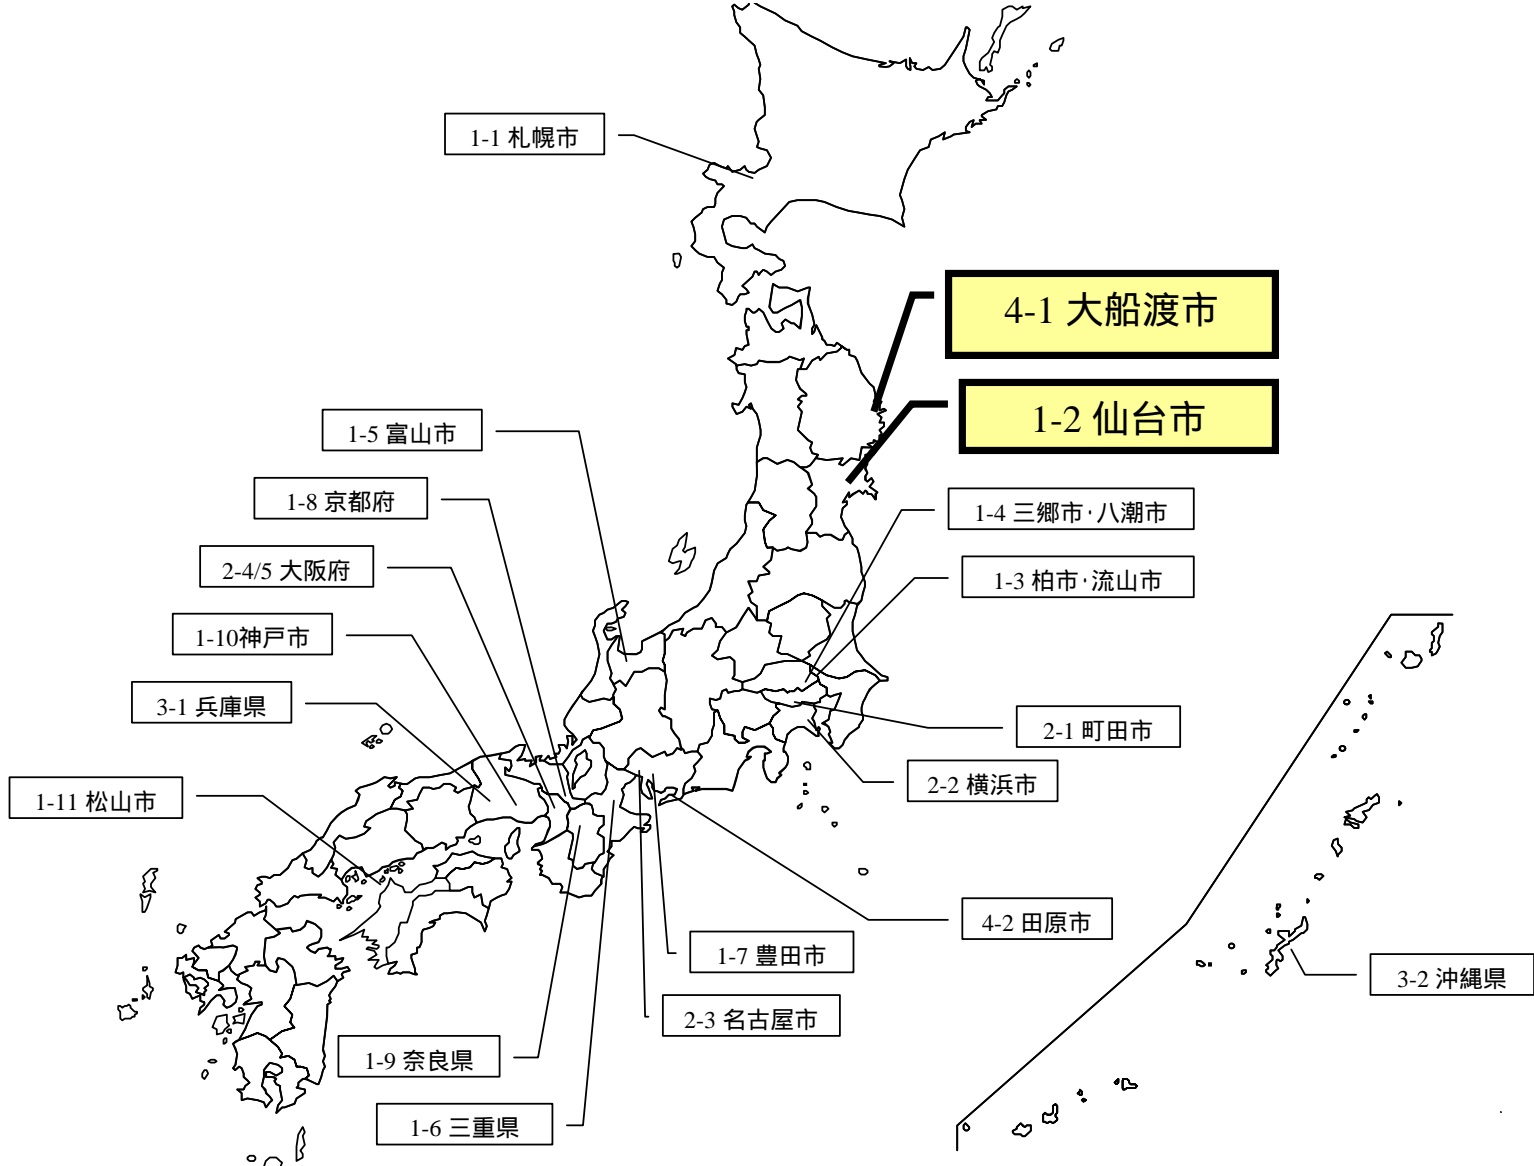 1-1 札幌市
4-1 大船渡市
1-2 仙台市
1-5 富山市
1-8 京都府
1-4 三郷市・八潮市
2-4/5 大阪府
1-3 柏市・流山市
1-10神戸市
3-1 兵庫県
2-1 町田市
2-2 横浜市
1-11 松山市
4-2 田原市
1-7 豊田市
3-2 沖縄県
2-3 名古屋市
1-9 奈良県
1-6 三重県